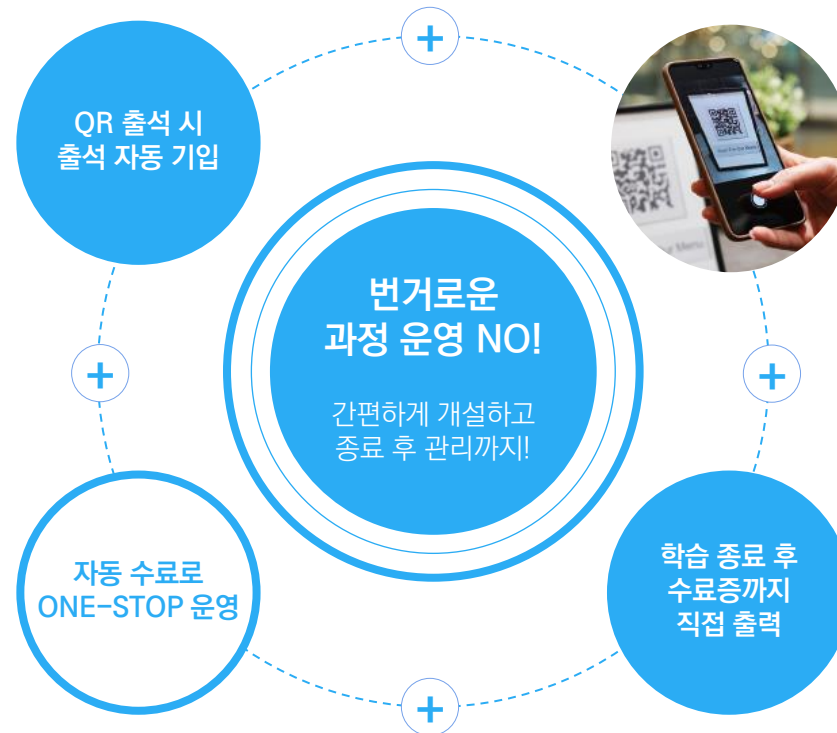 QR 출석 시
출석 자동 기입
번거로운
과정 운영 NO!
간편하게 개설하고
종료 후 관리까지!
자동 수료로
ONE-STOP 운영
학습 종료 후
수료증까지
직접 출력